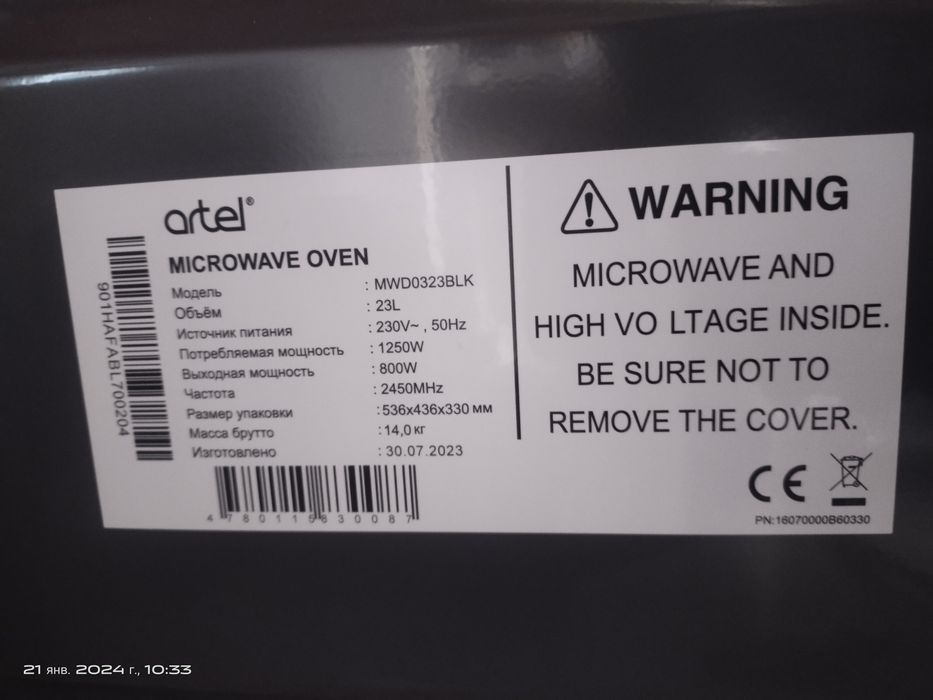 artel®
MICROWAVE OVEN
Модель : MWD0323BLK
Объём : 23L
Источник питания : 230V~ , 50Hz
Потребляемая мощность : 1250W
Выходная мощность : 800W
Частота : 2450MHz
Размер упаковки :536x436x330 мм
Масса брутто :14,0 кг
Изготовлено : 30.07.2023
901HAFABL700204
4780115830087
WARNING
MICROWAVE AND
HIGH VO LTAGE INSIDE.
BE SURE NOT TO
REMOVE THE COVER.
CE
PN:16070000B60330
21 янв. 2024 г., 10:33